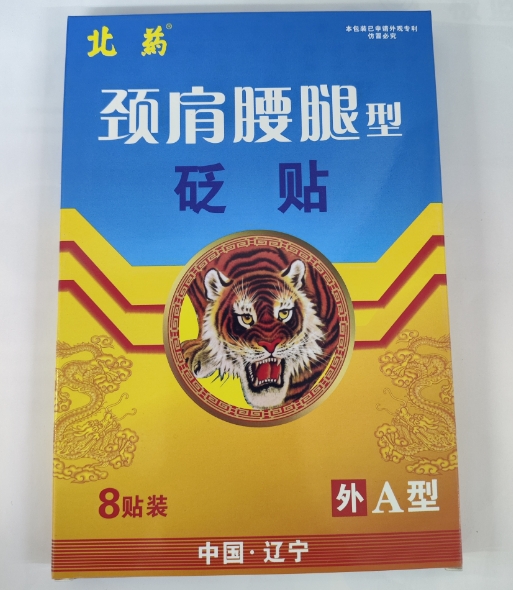 北药®
本包装已申请外观专利
仿冒必究
颈肩腰腿型
砭 贴
8贴装
外 A型
中国·辽宁